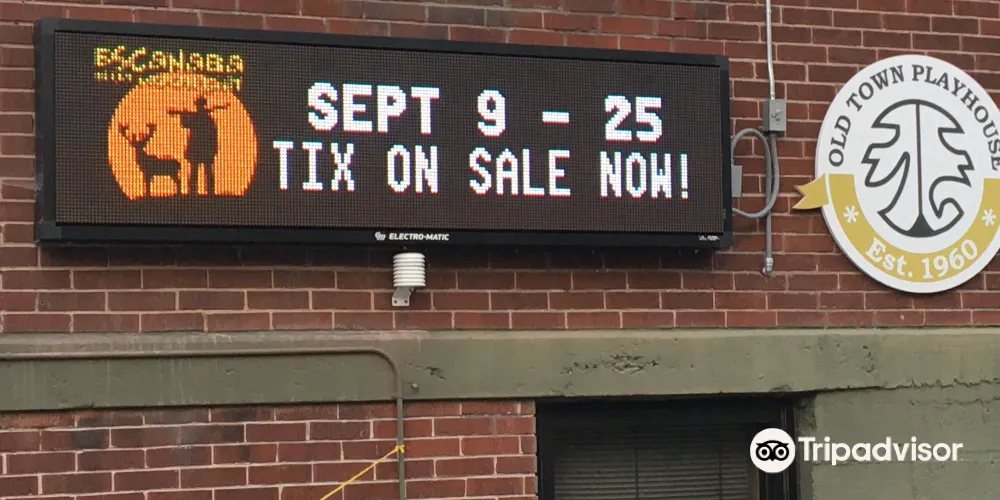 ESCANABA
SEPT 9 - 25
TIX ON SALE NOW!
ELECTRO-MATIC
OLD TOWN PLAYHOUSE
Est. 1960
Tripadvisor